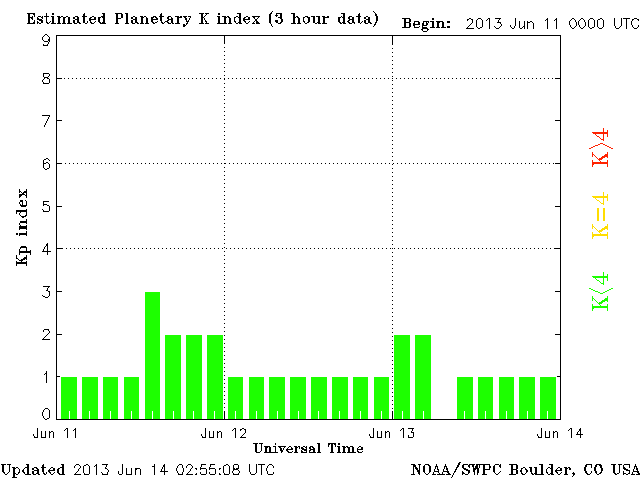 Estimated Planetary K index (3 hour data) Begin: 2013 Jun 11 0000 UTC
9
8
7
6
5
4
3
2
1
0
Kp index
K>4
K=4
K<4
Jun 11 Jun 12 Jun 13 Jun 14
Universal Time
Updated 2013 Jun 14 02:55:08 UTC NOAA/SWPC Boulder, CO USA